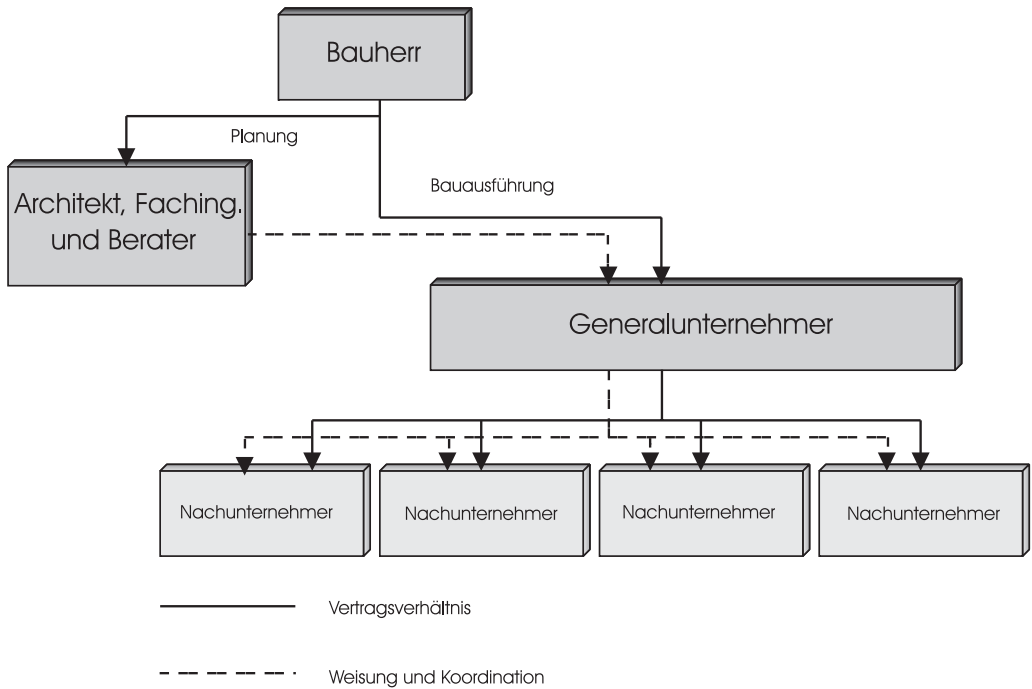 Bauherr
Planung
Bauausführung
Architekt, Faching.
und Berater
Generalunternehmer
Nachunternehmer
Nachunternehmer
Nachunternehmer
Nachunternehmer
Vertragsverhältnis
Weisung und Koordination